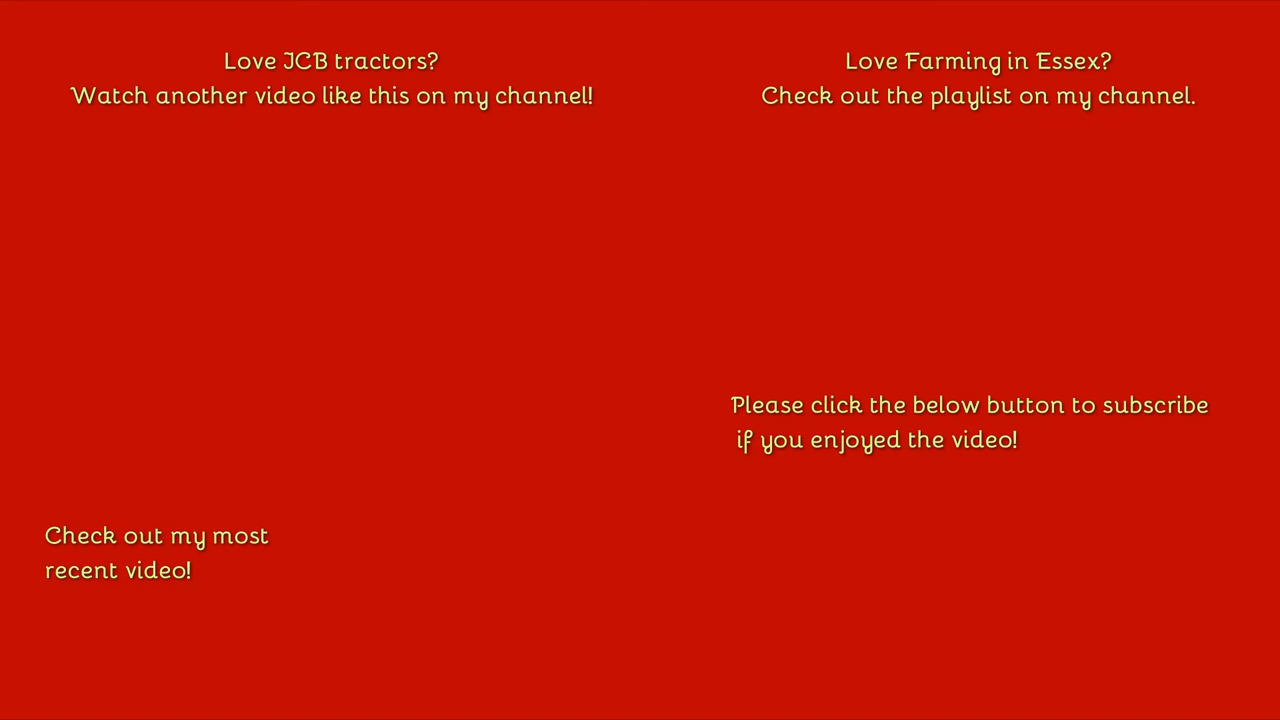 Love JCB tractors?
Watch another video like this on my channel!
Love Farming in Essex?
Check out the playlist on my channel.
Please click the below button to subscribe
if you enjoyed the video!
Check out my most
recent video!